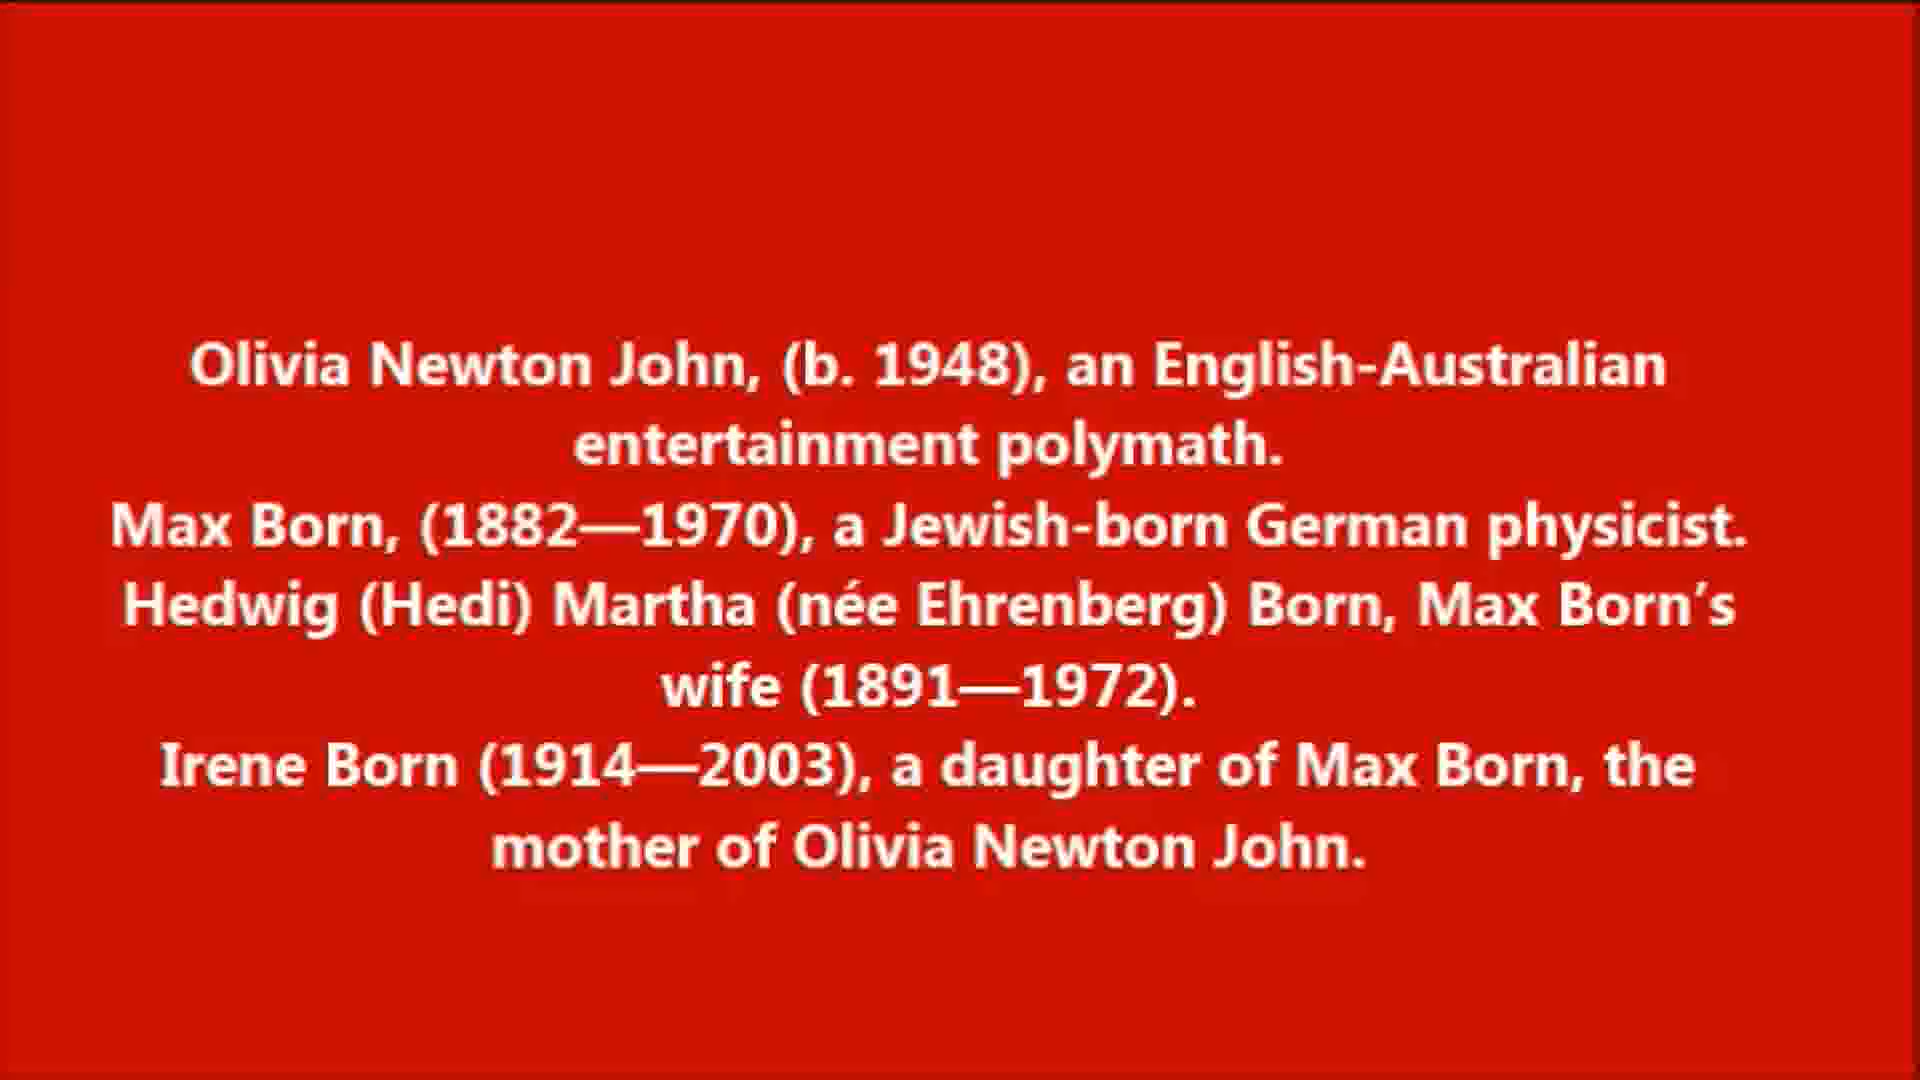 Olivia Newton John, (b. 1948), an English-Australian
entertainment polymath.
Max Born, (1882—1970), a Jewish-born German physicist.
Hedwig (Hedi) Martha (née Ehrenberg) Born, Max Born’s
wife (1891—1972).
Irene Born (1914—2003), a daughter of Max Born, the
mother of Olivia Newton John.